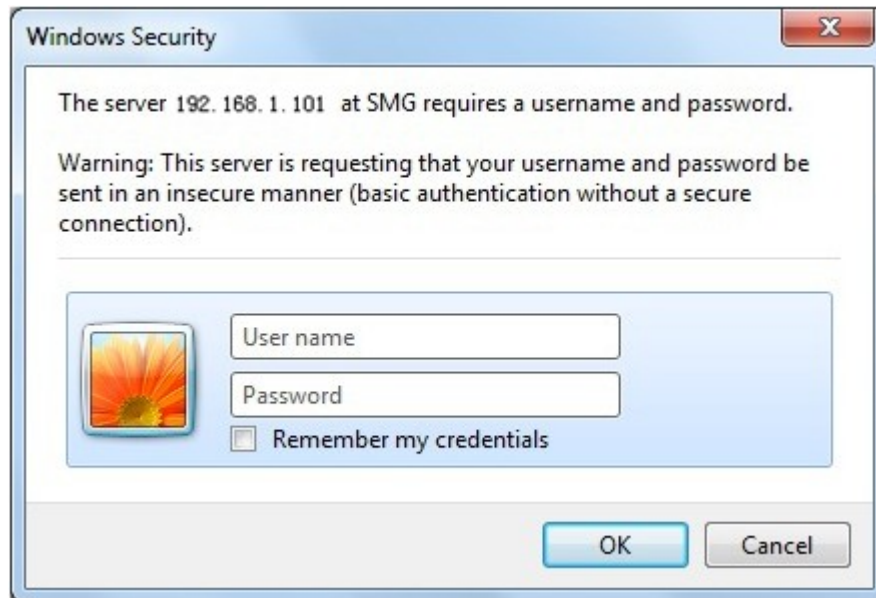 Windows Security
The server 192.168.1.101 at SMG requires a username and password.
Warning: This server is requesting that your username and password be
sent in an insecure manner (basic authentication without a secure
connection).
User name
Password
Remember my credentials
OK
Cancel